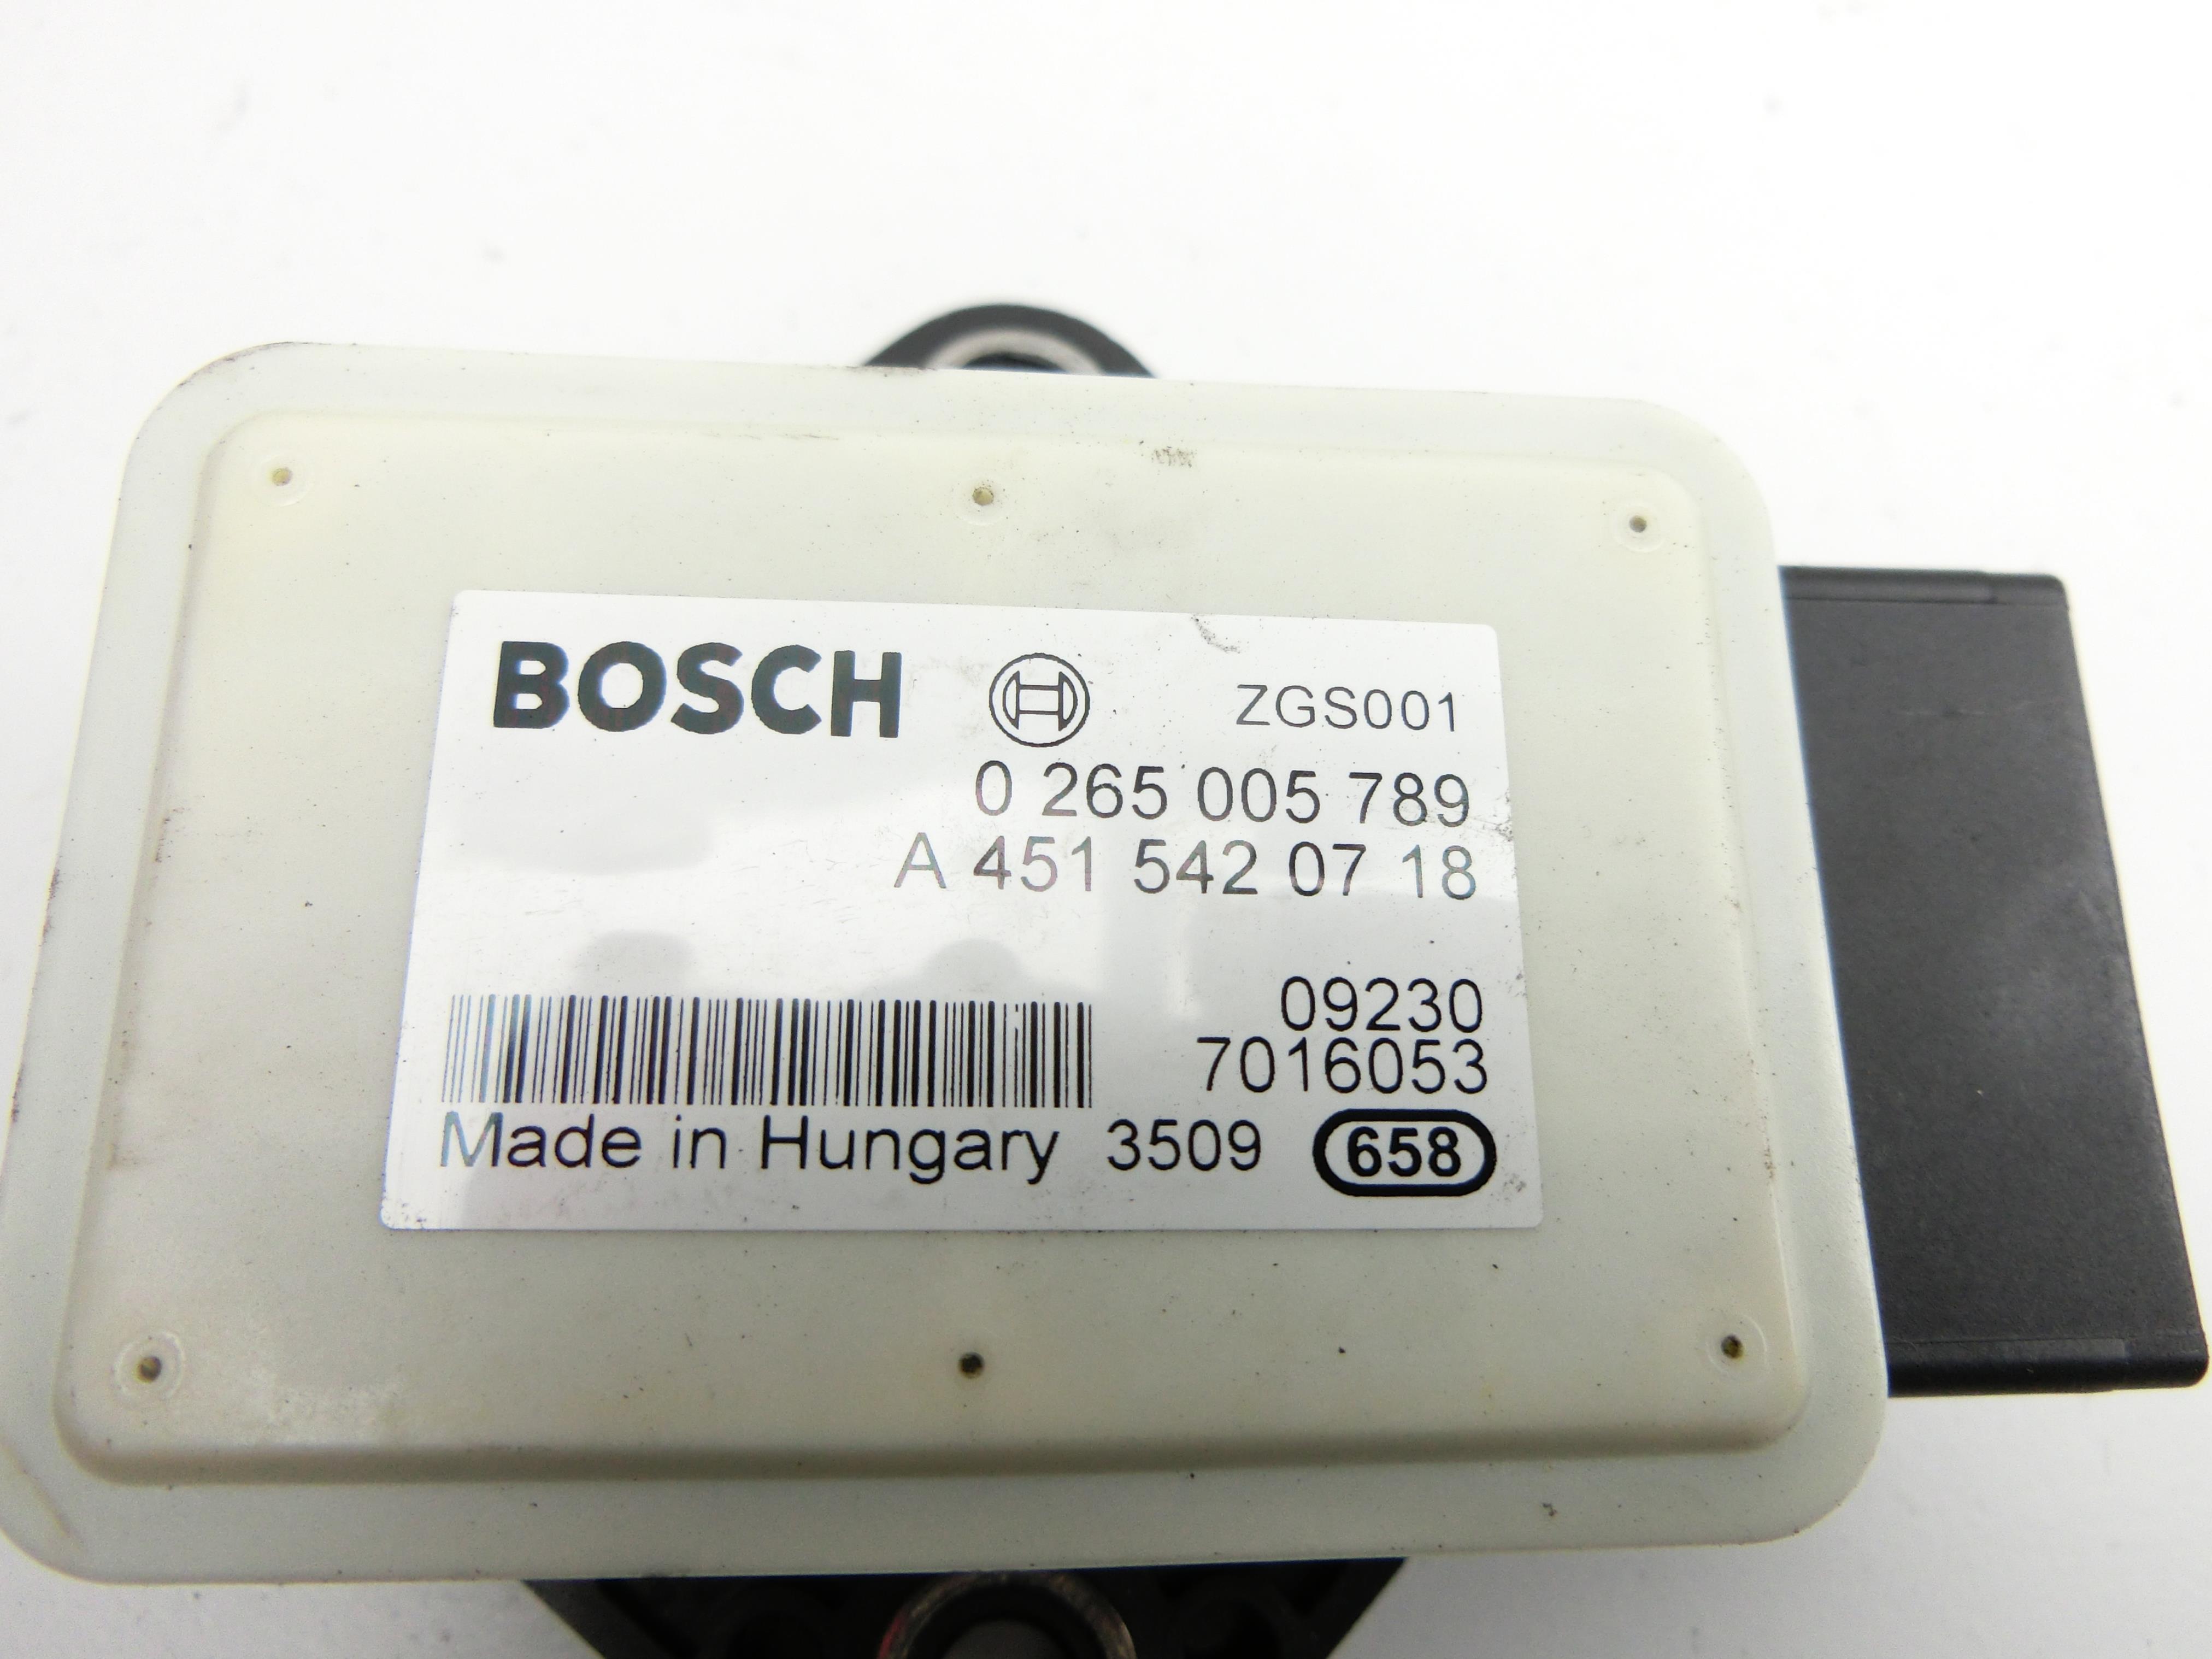 BOSCH ZGS001
0 265 005 789
A 451 542 07 18
09230
7016053
Made in Hungary 3509 658